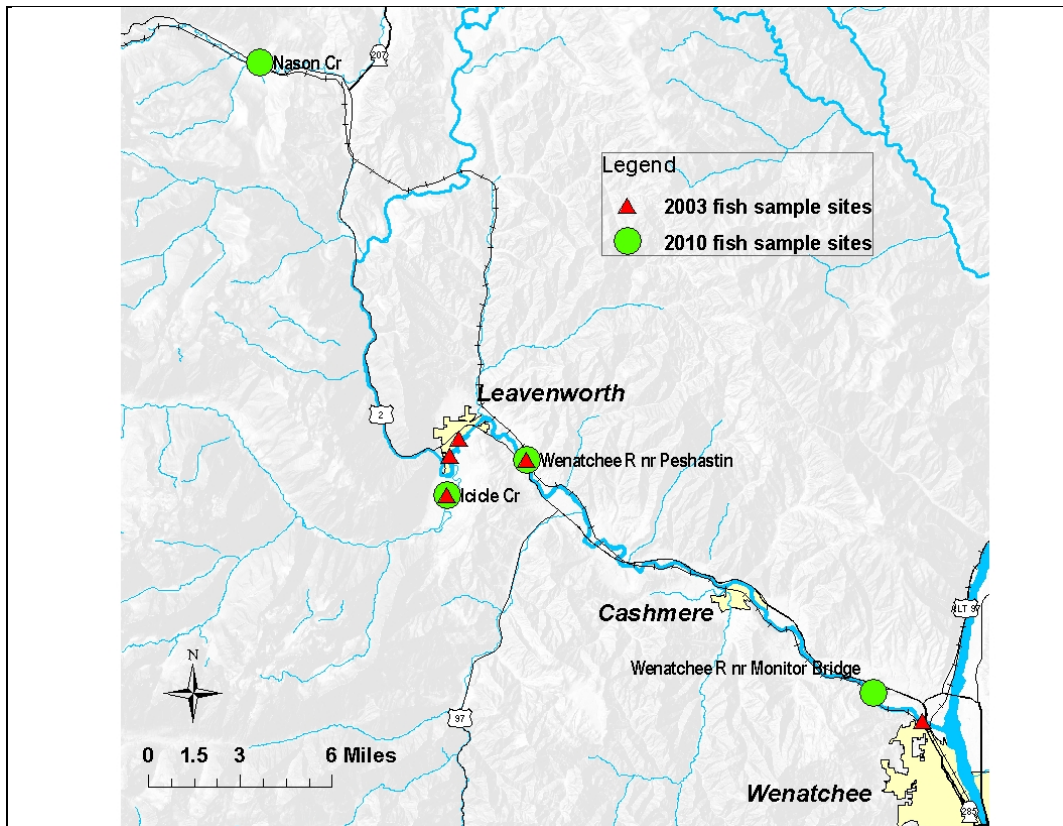 207
Nason Cr
Legend
2003 fish sample sites
2010 fish sample sites
Leavenworth
2
Wenatchee R nr Peshastin
Icicle Cr
ALT 97
Cashmere
Wenatchee R nr Monitor Bridge
N
97
0 1.5 3 6 Miles
Wenatchee
285